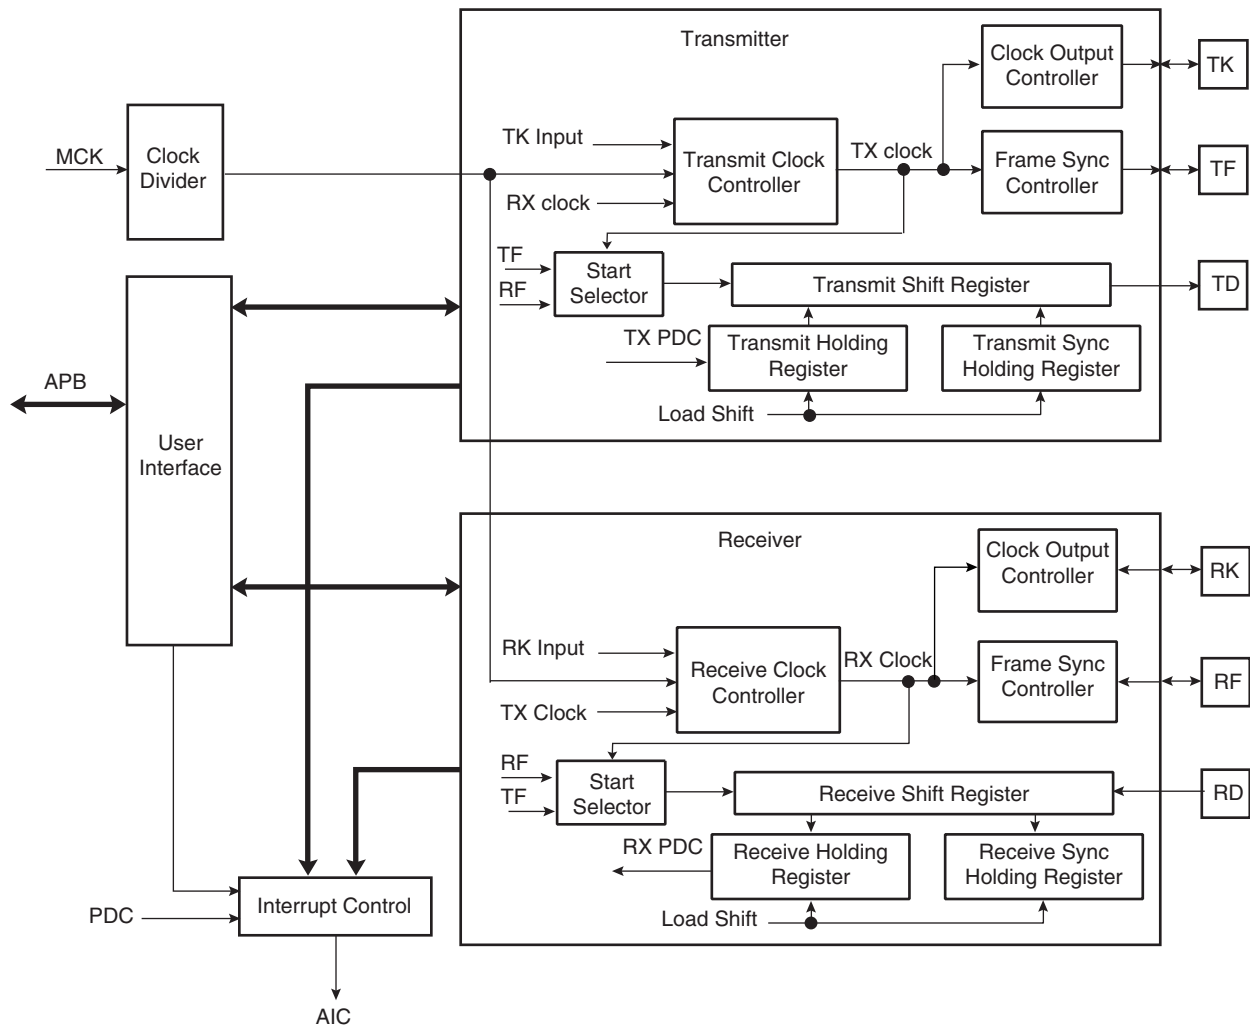 Transmitter
Clock Output
Controller
TK
MCK
Clock
Divider
TK Input
Transmit Clock
Controller
TX clock
Frame Sync
Controller
TF
RX clock
TF
RF
Start
Selector
Transmit Shift Register
TD
TX PDC
Transmit Holding
Register
Transmit Sync
Holding Register
Load Shift
APB
User
Interface
Receiver
Clock Output
Controller
RK
RK Input
Receive Clock
Controller
RX Clock
Frame Sync
Controller
RF
TX Clock
RF
TF
Start
Selector
Receive Shift Register
RD
RX PDC
Receive Holding
Register
Receive Sync
Holding Register
Load Shift
PDC
Interrupt Control
AIC